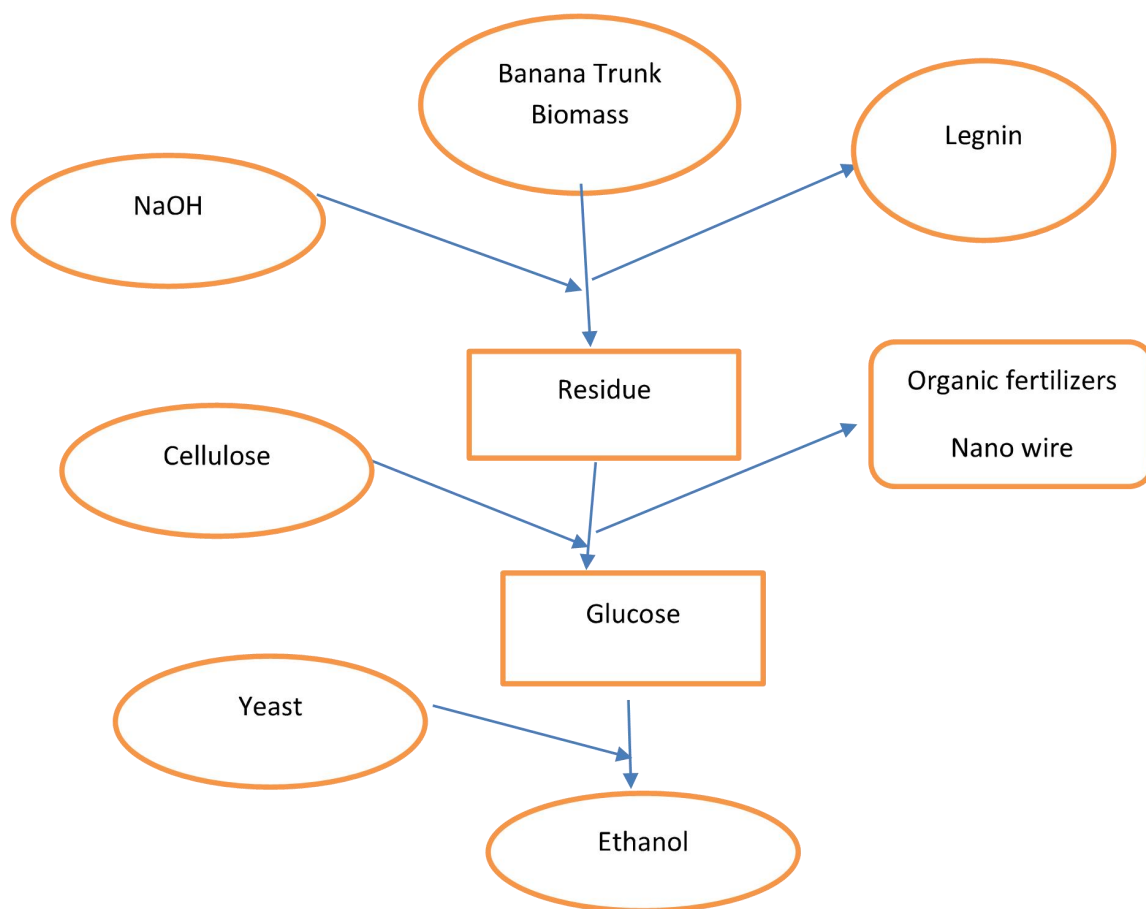 Banana Trunk
Biomass
Legnin
NaOH
Residue
Organic fertilizers
Nano wire
Cellulose
Glucose
Yeast
Ethanol